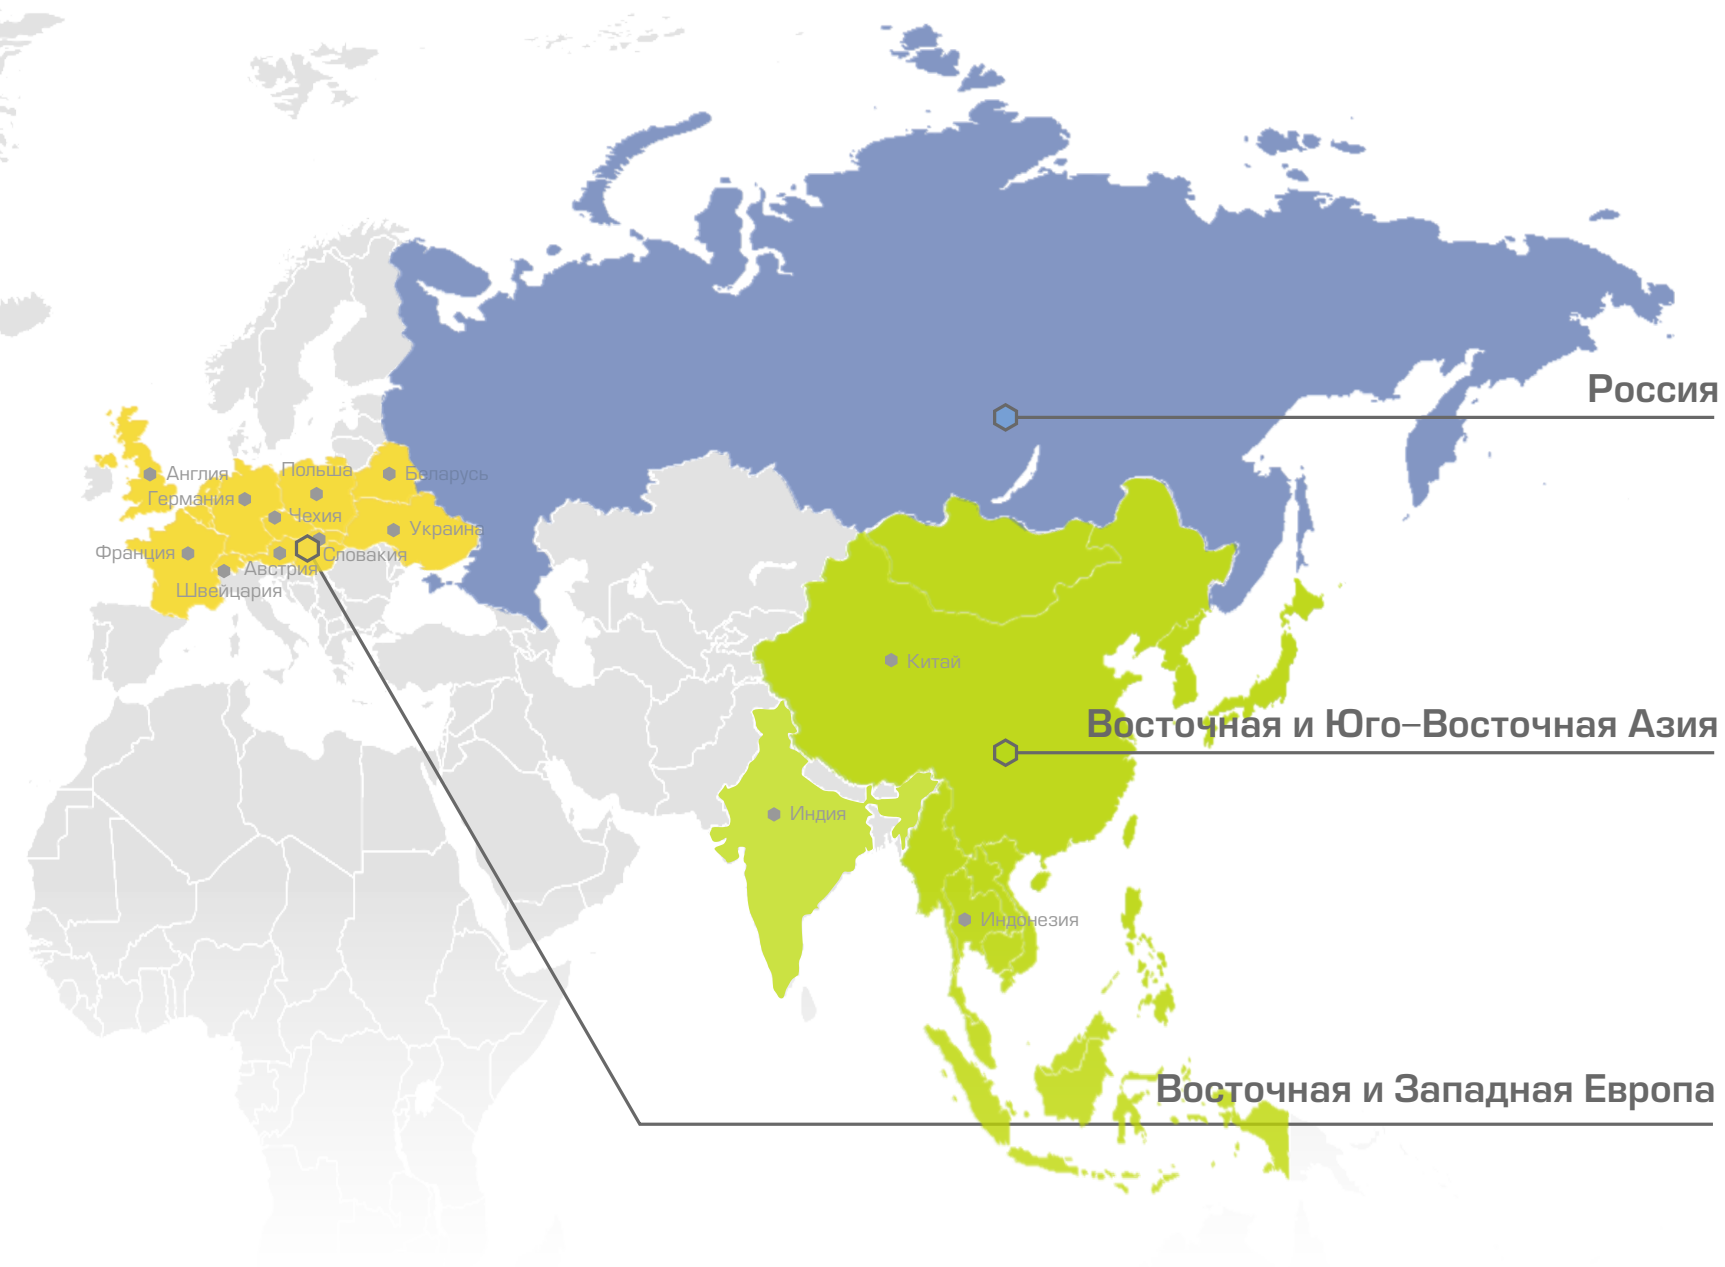 Россия
Польша
Англия
Беларусь
Германия
Чехия
Украина
Франция
Словакия
Австрия
Швейцария
Китай
Восточная и Юго-Восточная Азия
Индия
Индонезия
Восточная и Западная Европа